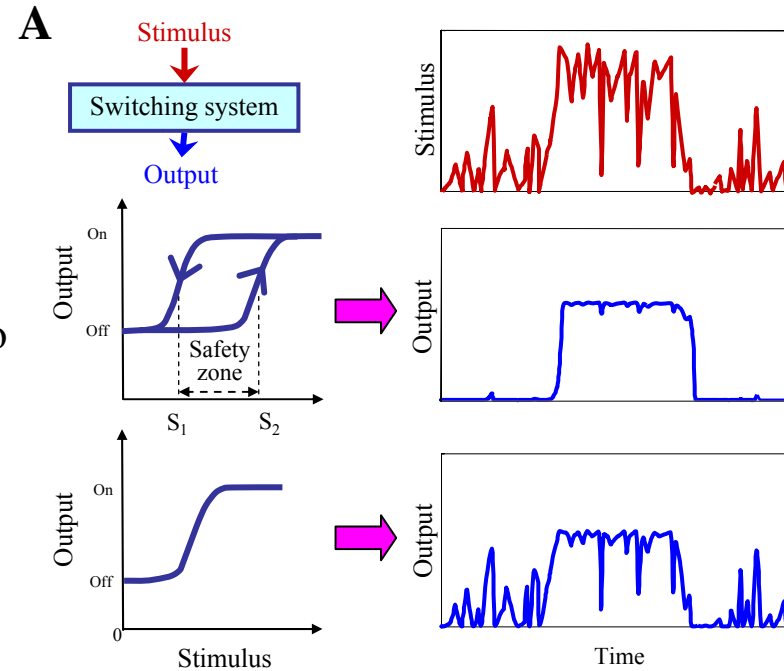 A
Stimulus
Switching system
Output
Stimulus
Output
On
Off
Safety
zone
S1
S2
Output
Output
On
Off
0
Stimulus
Output
Time